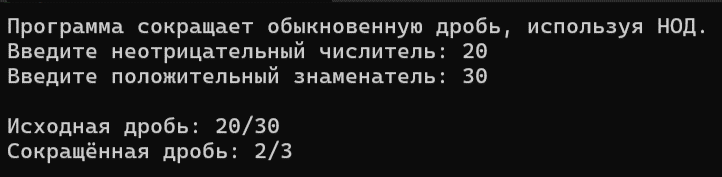 Программа сокращает обыкновенную дробь, используя НОД.
Введите неотрицательный числитель: 20
Введите положительный знаменатель: 30
Исходная дробь: 20/30
Сокращённая дробь: 2/3